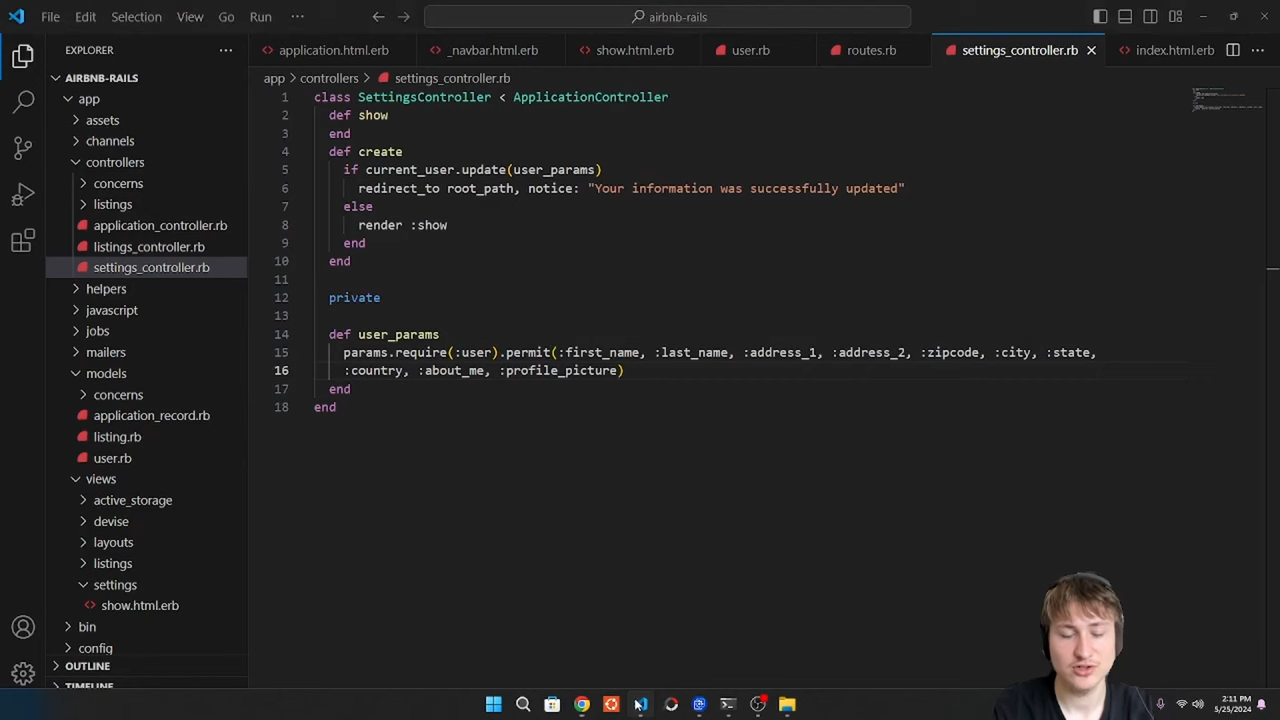 File Edit Selection View Go Run ··· airbnb-rails
EXPLORER ···
application.html.erb _navbar.html.erb show.html.erb user.rb routes.rb settings_controller.rb index.html.erb ···
AIRBNB-RAILS
app
assets
channels
controllers
concerns
listings
application_controller.rb
listings_controller.rb
settings_controller.rb
helpers
javascript
jobs
mailers
models
concerns
application_record.rb
listing.rb
user.rb
views
active_storage
devise
layouts
listings
settings
show.html.erb
bin
config
OUTLINE
TIMELINE
app > controllers > settings_controller.rb
1 class SettingsController < ApplicationController
2 def show
3 end
4 def create
5 if current_user.update(user_params)
6 redirect_to root_path, notice: "Your information was successfully updated"
7 else
8 render :show
9 end
10 end
11
12 private
13
14 def user_params
15 params.require(:user).permit(:first_name, :last_name, :address_1, :address_2, :zipcode, :city, :state,
16 :country, :about_me, :profile_picture)
17 end
18 end
2:11 PM
5/25/2024